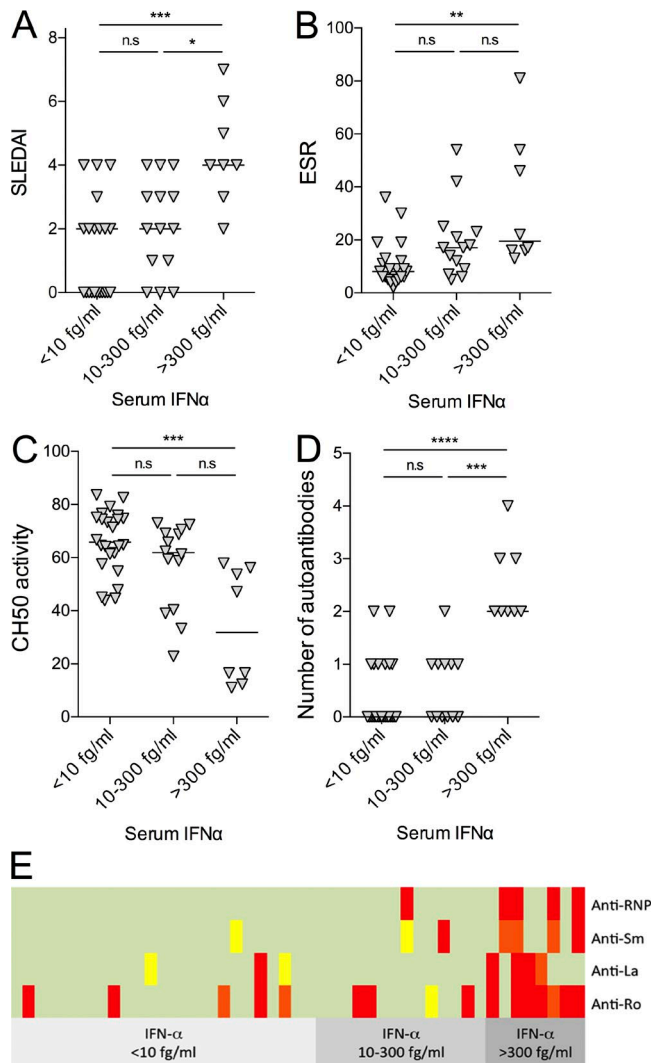 A
***
n.s
*
8
6
4
2
0
SLEDAI
<10 fg/ml
10-300 fg/ml
>300 fg/ml
Serum IFNα
B
**
n.s
n.s
100
80
60
40
20
0
ESR
<10 fg/ml
10-300 fg/ml
>300 fg/ml
Serum IFNα
C
***
n.s
n.s
100
80
60
40
20
0
CH50 activity
<10 fg/ml
10-300 fg/ml
>300 fg/ml
Serum IFNα
D
****
n.s
***
5
4
3
2
1
0
Number of autoantibodies
<10 fg/ml
10-300 fg/ml
>300 fg/ml
Serum IFNα
E
Anti-RNP
Anti-Sm
Anti-La
Anti-Ro
IFN-α
<10 fg/ml
IFN-α
10-300 fg/ml
IFN-α
>300 fg/ml